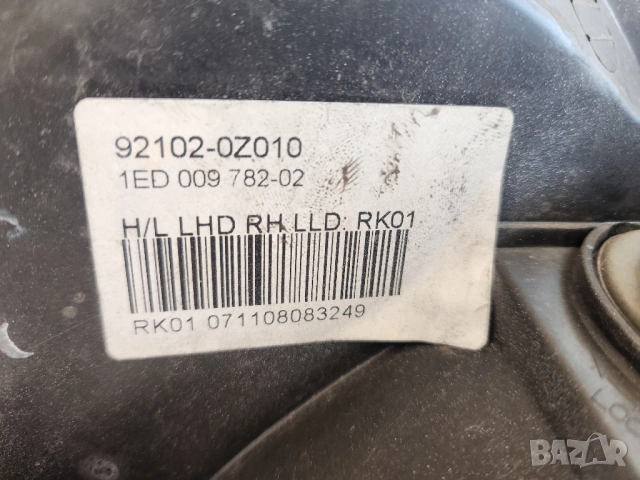 92102-0Z010
1ED 009 782-02
H/L LHD RH LLD: RK01
RK01 071108083249
BAZAR